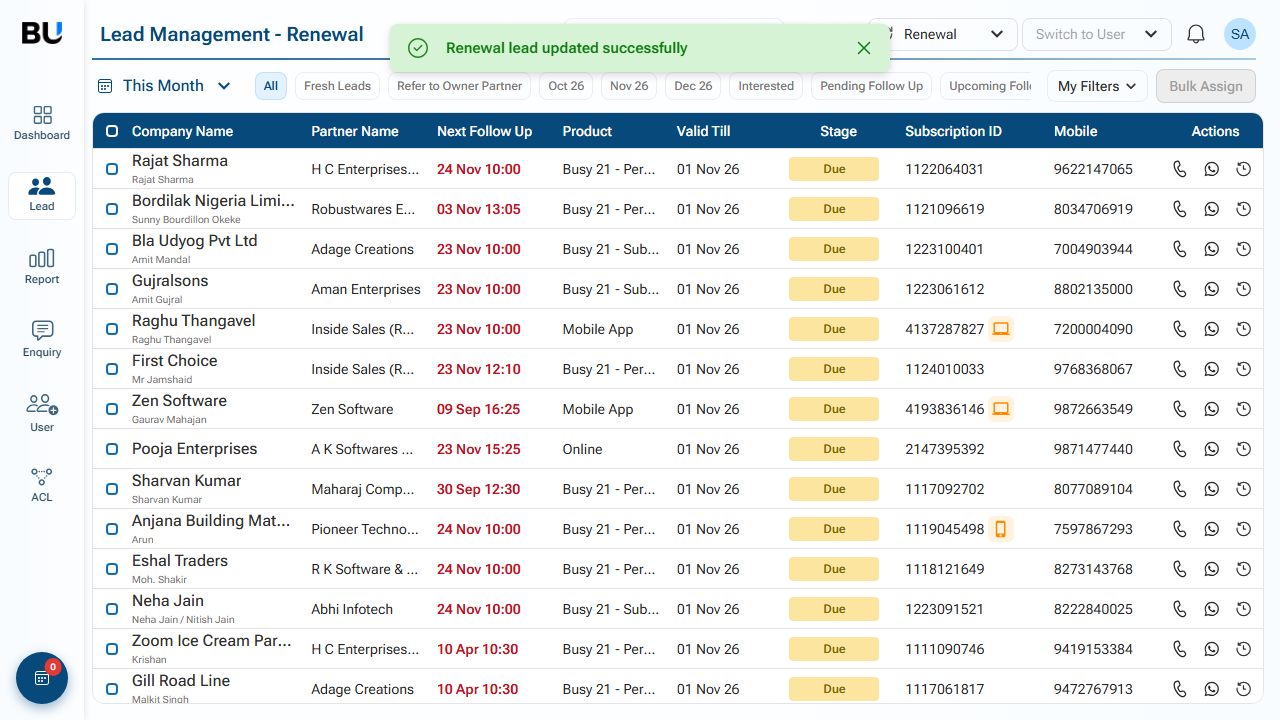 BU
Lead Management - Renewal
Renewal lead updated successfully
Renewal
Switch to User
SA
This Month
All
Fresh Leads
Refer to Owner Partner
Oct 26
Nov 26
Dec 26
Interested
Pending Follow Up
Upcoming Foll
My Filters
Bulk Assign
Dashboard
Lead
Report
Enquiry
User
ACL
0
Company Name Partner Name Next Follow Up Product Valid Till Stage Subscription ID Mobile Actions
Rajat Sharma
Rajat Sharma
H C Enterprises... 24 Nov 10:00 Busy 21 - Per... 01 Nov 26 Due 1122064031 9622147065
Bordilak Nigeria Limi...
Sunny Bourdillon Okeke
Robustwares E... 03 Nov 13:05 Busy 21 - Per... 01 Nov 26 Due 1121096619 8034706919
Bla Udyog Pvt Ltd
Amit Mandal
Adage Creations 23 Nov 10:00 Busy 21 - Sub... 01 Nov 26 Due 1223100401 7004903944
Gujralsons
Amit Gujral
Aman Enterprises 23 Nov 10:00 Busy 21 - Sub... 01 Nov 26 Due 1223061612 8802135000
Raghu Thangavel
Raghu Thangavel
Inside Sales (R... 23 Nov 10:00 Mobile App 01 Nov 26 Due 4137287827 7200004090
First Choice
Mr Jamshaid
Inside Sales (R... 23 Nov 12:10 Busy 21 - Per... 01 Nov 26 Due 1124010033 9768368067
Zen Software
Gaurav Mahajan
Zen Software 09 Sep 16:25 Mobile App 01 Nov 26 Due 4193836146 9872663549
Pooja Enterprises A K Softwares ... 23 Nov 15:25 Online 01 Nov 26 Due 2147395392 9871477440
Sharvan Kumar
Sharvan Kumar
Maharaj Comp... 30 Sep 12:30 Busy 21 - Per... 01 Nov 26 Due 1117092702 8077089104
Anjana Building Mat...
Arun
Pioneer Techno... 24 Nov 10:00 Busy 21 - Per... 01 Nov 26 Due 1119045498 7597867293
Eshal Traders
Moh. Shakir
R K Software & ... 24 Nov 10:00 Busy 21 - Per... 01 Nov 26 Due 1118121649 8273143768
Neha Jain
Neha Jain / Nitish Jain
Abhi Infotech 24 Nov 10:00 Busy 21 - Sub... 01 Nov 26 Due 1223091521 8222840025
Zoom Ice Cream Par...
Krishan
H C Enterprises... 10 Apr 10:30 Busy 21 - Per... 01 Nov 26 Due 1111090746 9419153384
Gill Road Line
Malkit Singh
Adage Creations 10 Apr 10:30 Busy 21 - Per... 01 Nov 26 Due 1117061817 9472767913